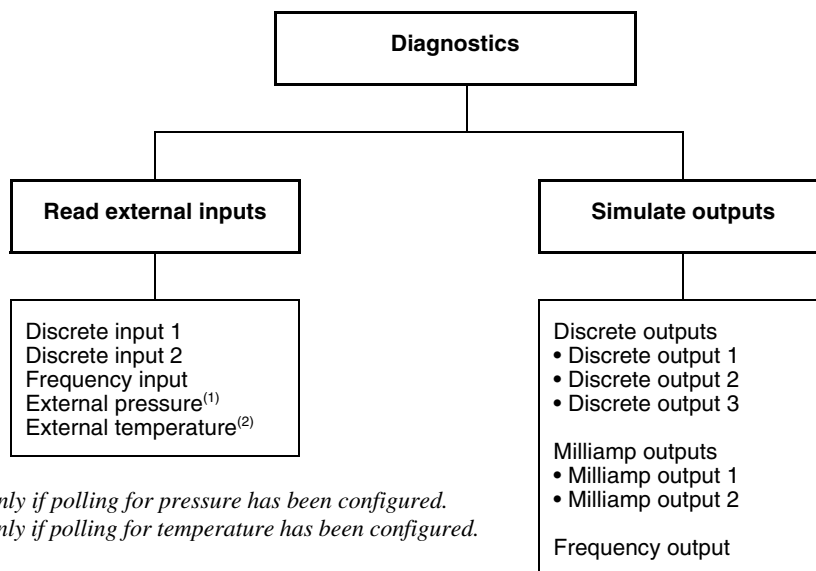 Diagnostics
Read external inputs
Discrete input 1
Discrete input 2
Frequency input
External pressure(1)
External temperature(2)
nly if polling for pressure has been configured.
nly if polling for temperature has been configured.
Simulate outputs
Discrete outputs
• Discrete output 1
• Discrete output 2
• Discrete output 3
Milliamp outputs
• Milliamp output 1
• Milliamp output 2
Frequency output